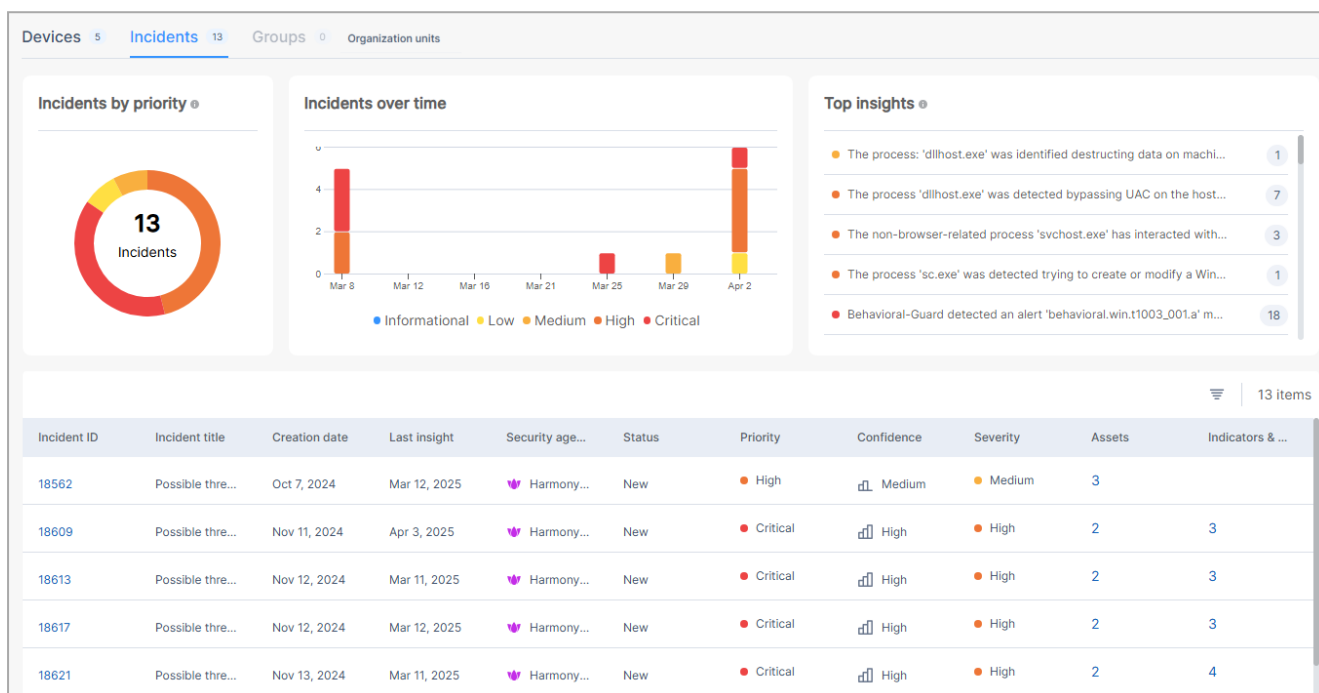 Devices 5 Incidents 13 Groups 0 Organization units
Incidents by priority
13
Incidents
Incidents over time
6
4
2
0
Mar 8 Mar 12 Mar 16 Mar 21 Mar 25 Mar 29 Apr 2
Informational Low Medium High Critical
Top insights
The process: 'dllhost.exe' was identified destructing data on machi... 1
The process 'dllhost.exe' was detected bypassing UAC on the host... 7
The non-browser-related process 'svchost.exe' has interacted with... 3
The process 'sc.exe' was detected trying to create or modify a Win... 1
Behavioral-Guard detected an alert 'behavioral.win.t1003_001.a' m... 18
13 items
Incident ID Incident title Creation date Last insight Security age... Status Priority Confidence Severity Assets Indicators & ...
18562 Possible thre... Oct 7, 2024 Mar 12, 2025 Harmony... New High Medium Medium 3
18609 Possible thre... Nov 11, 2024 Apr 3, 2025 Harmony... New Critical High High 2 3
18613 Possible thre... Nov 12, 2024 Mar 11, 2025 Harmony... New Critical High High 2 3
18617 Possible thre... Nov 12, 2024 Mar 12, 2025 Harmony... New Critical High High 2 3
18621 Possible thre... Nov 13, 2024 Mar 11, 2025 Harmony... New Critical High High 2 4